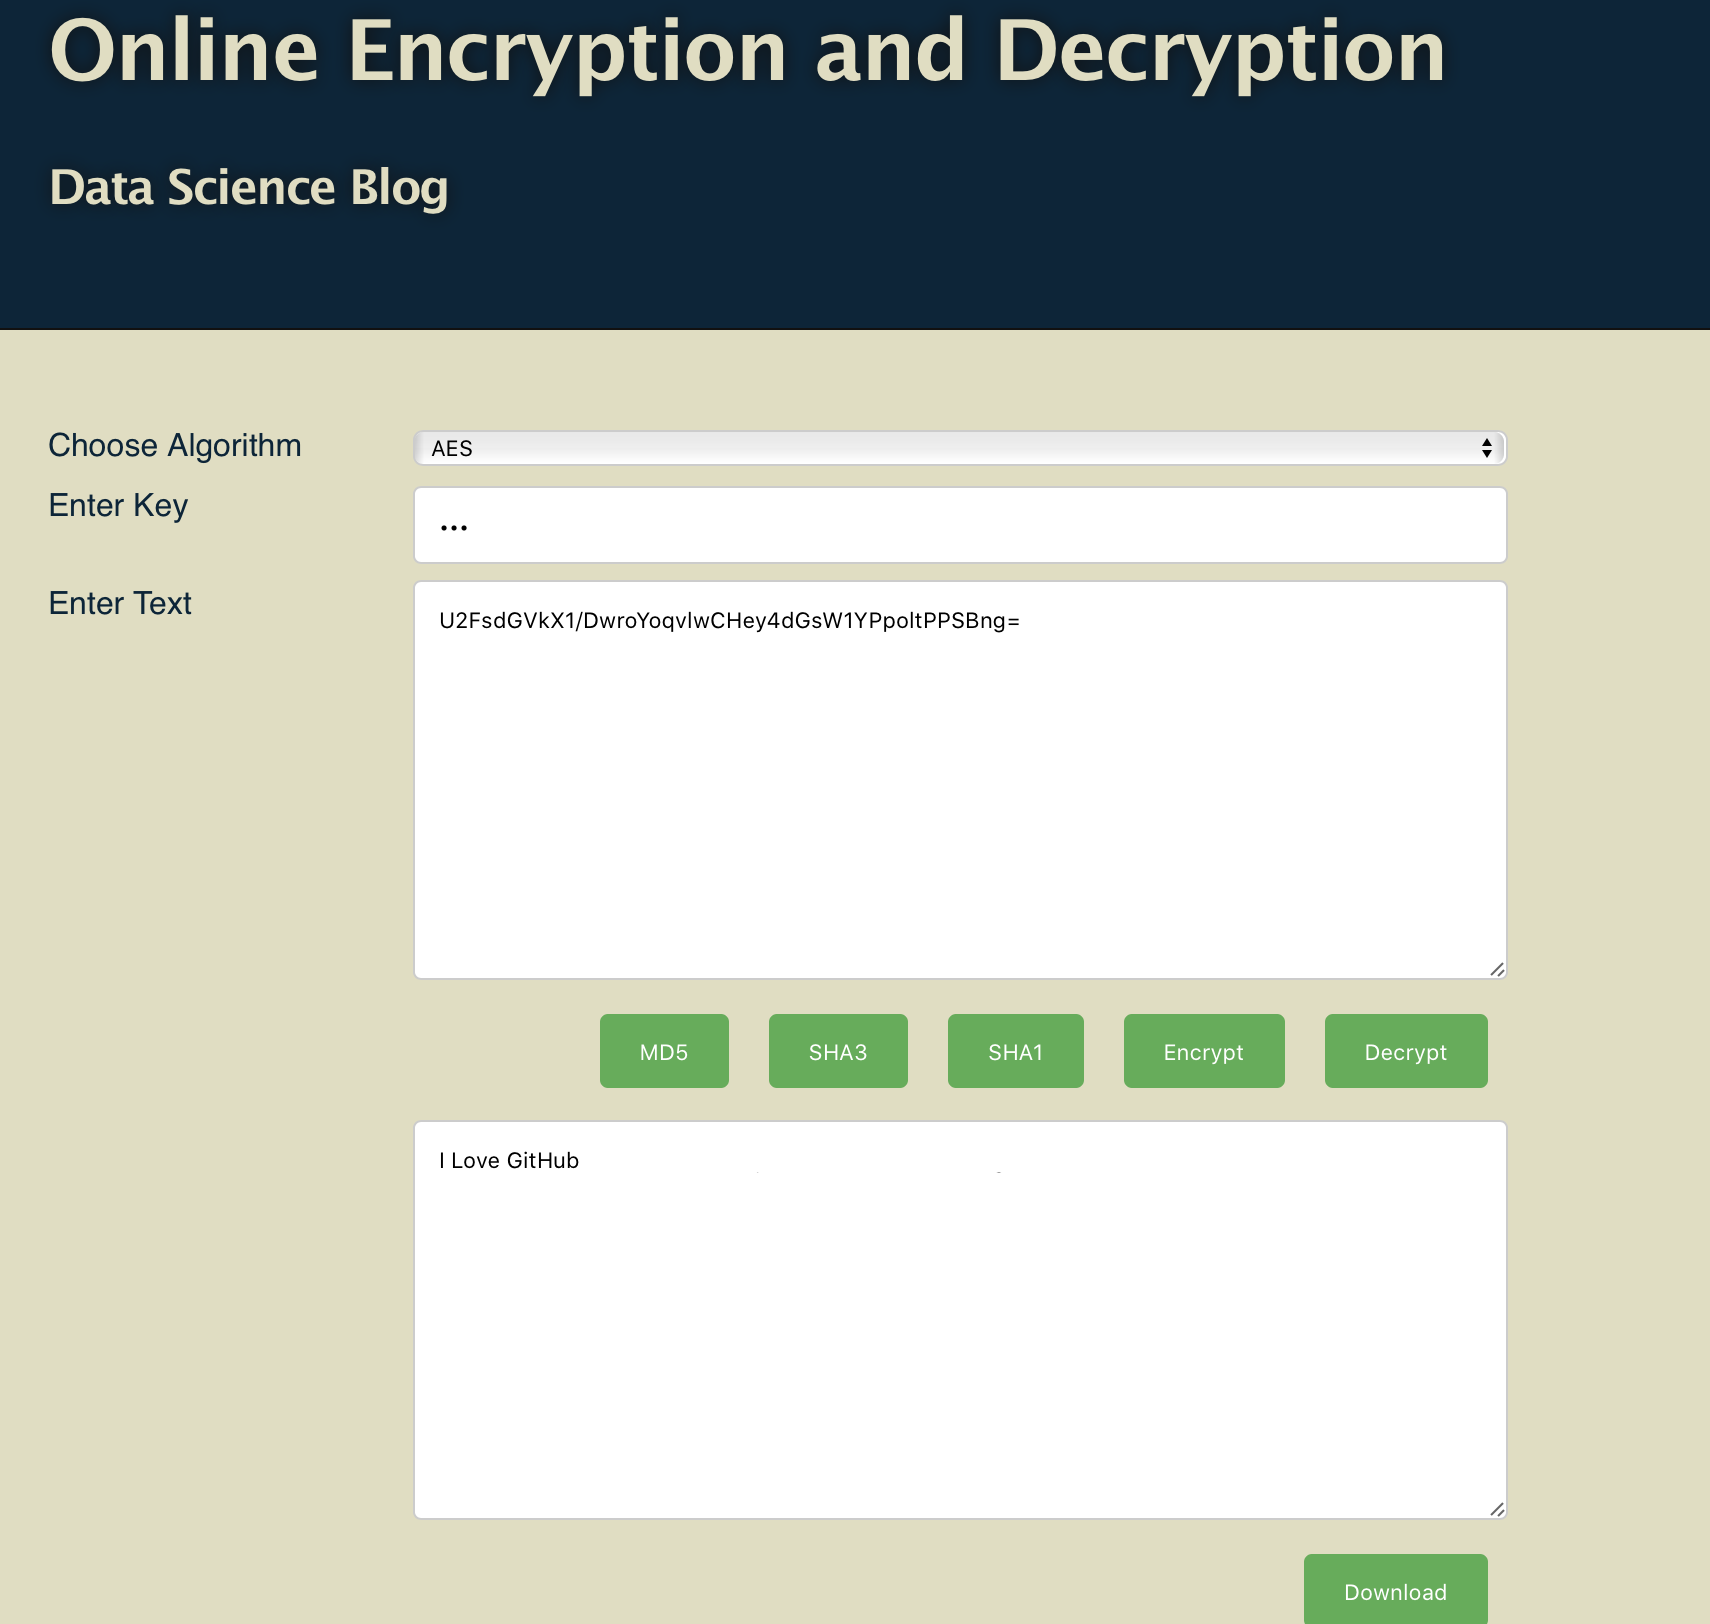 Online Encryption and Decryption
Data Science Blog
Choose Algorithm
AES
Enter Key
•••
Enter Text
U2FsdGVkX1/DwroYoqvlwCHey4dGsW1YPpoltPPSBng=
MD5
SHA3
SHA1
Encrypt
Decrypt
I Love GitHub
Download